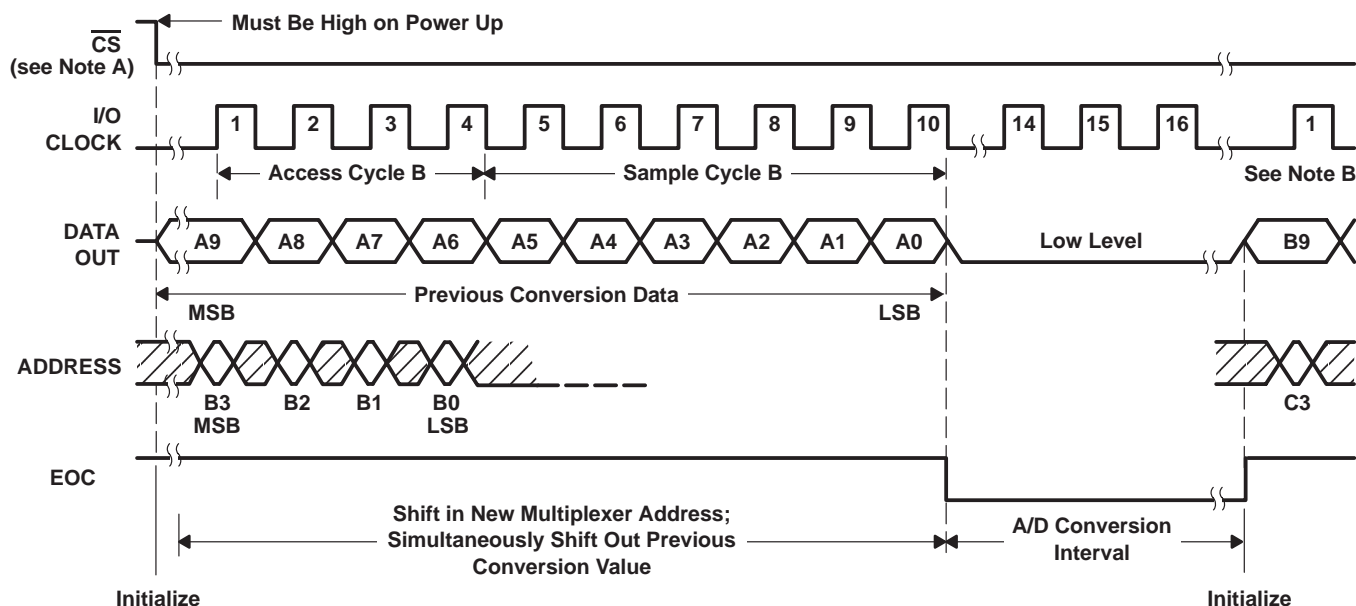 Must Be High on Power Up
CS
(see Note A)
I/O
CLOCK
1 2 3 4 5 6 7 8 9 10 14 15 16 1
Access Cycle B Sample Cycle B See Note B
DATA
OUT
A9 A8 A7 A6 A5 A4 A3 A2 A1 A0 Low Level B9
Previous Conversion Data
MSB LSB
ADDRESS
B3 B2 B1 B0 C3
MSB LSB
EOC
Shift in New Multiplexer Address;
Simultaneously Shift Out Previous
Conversion Value
A/D Conversion
Interval
Initialize Initialize